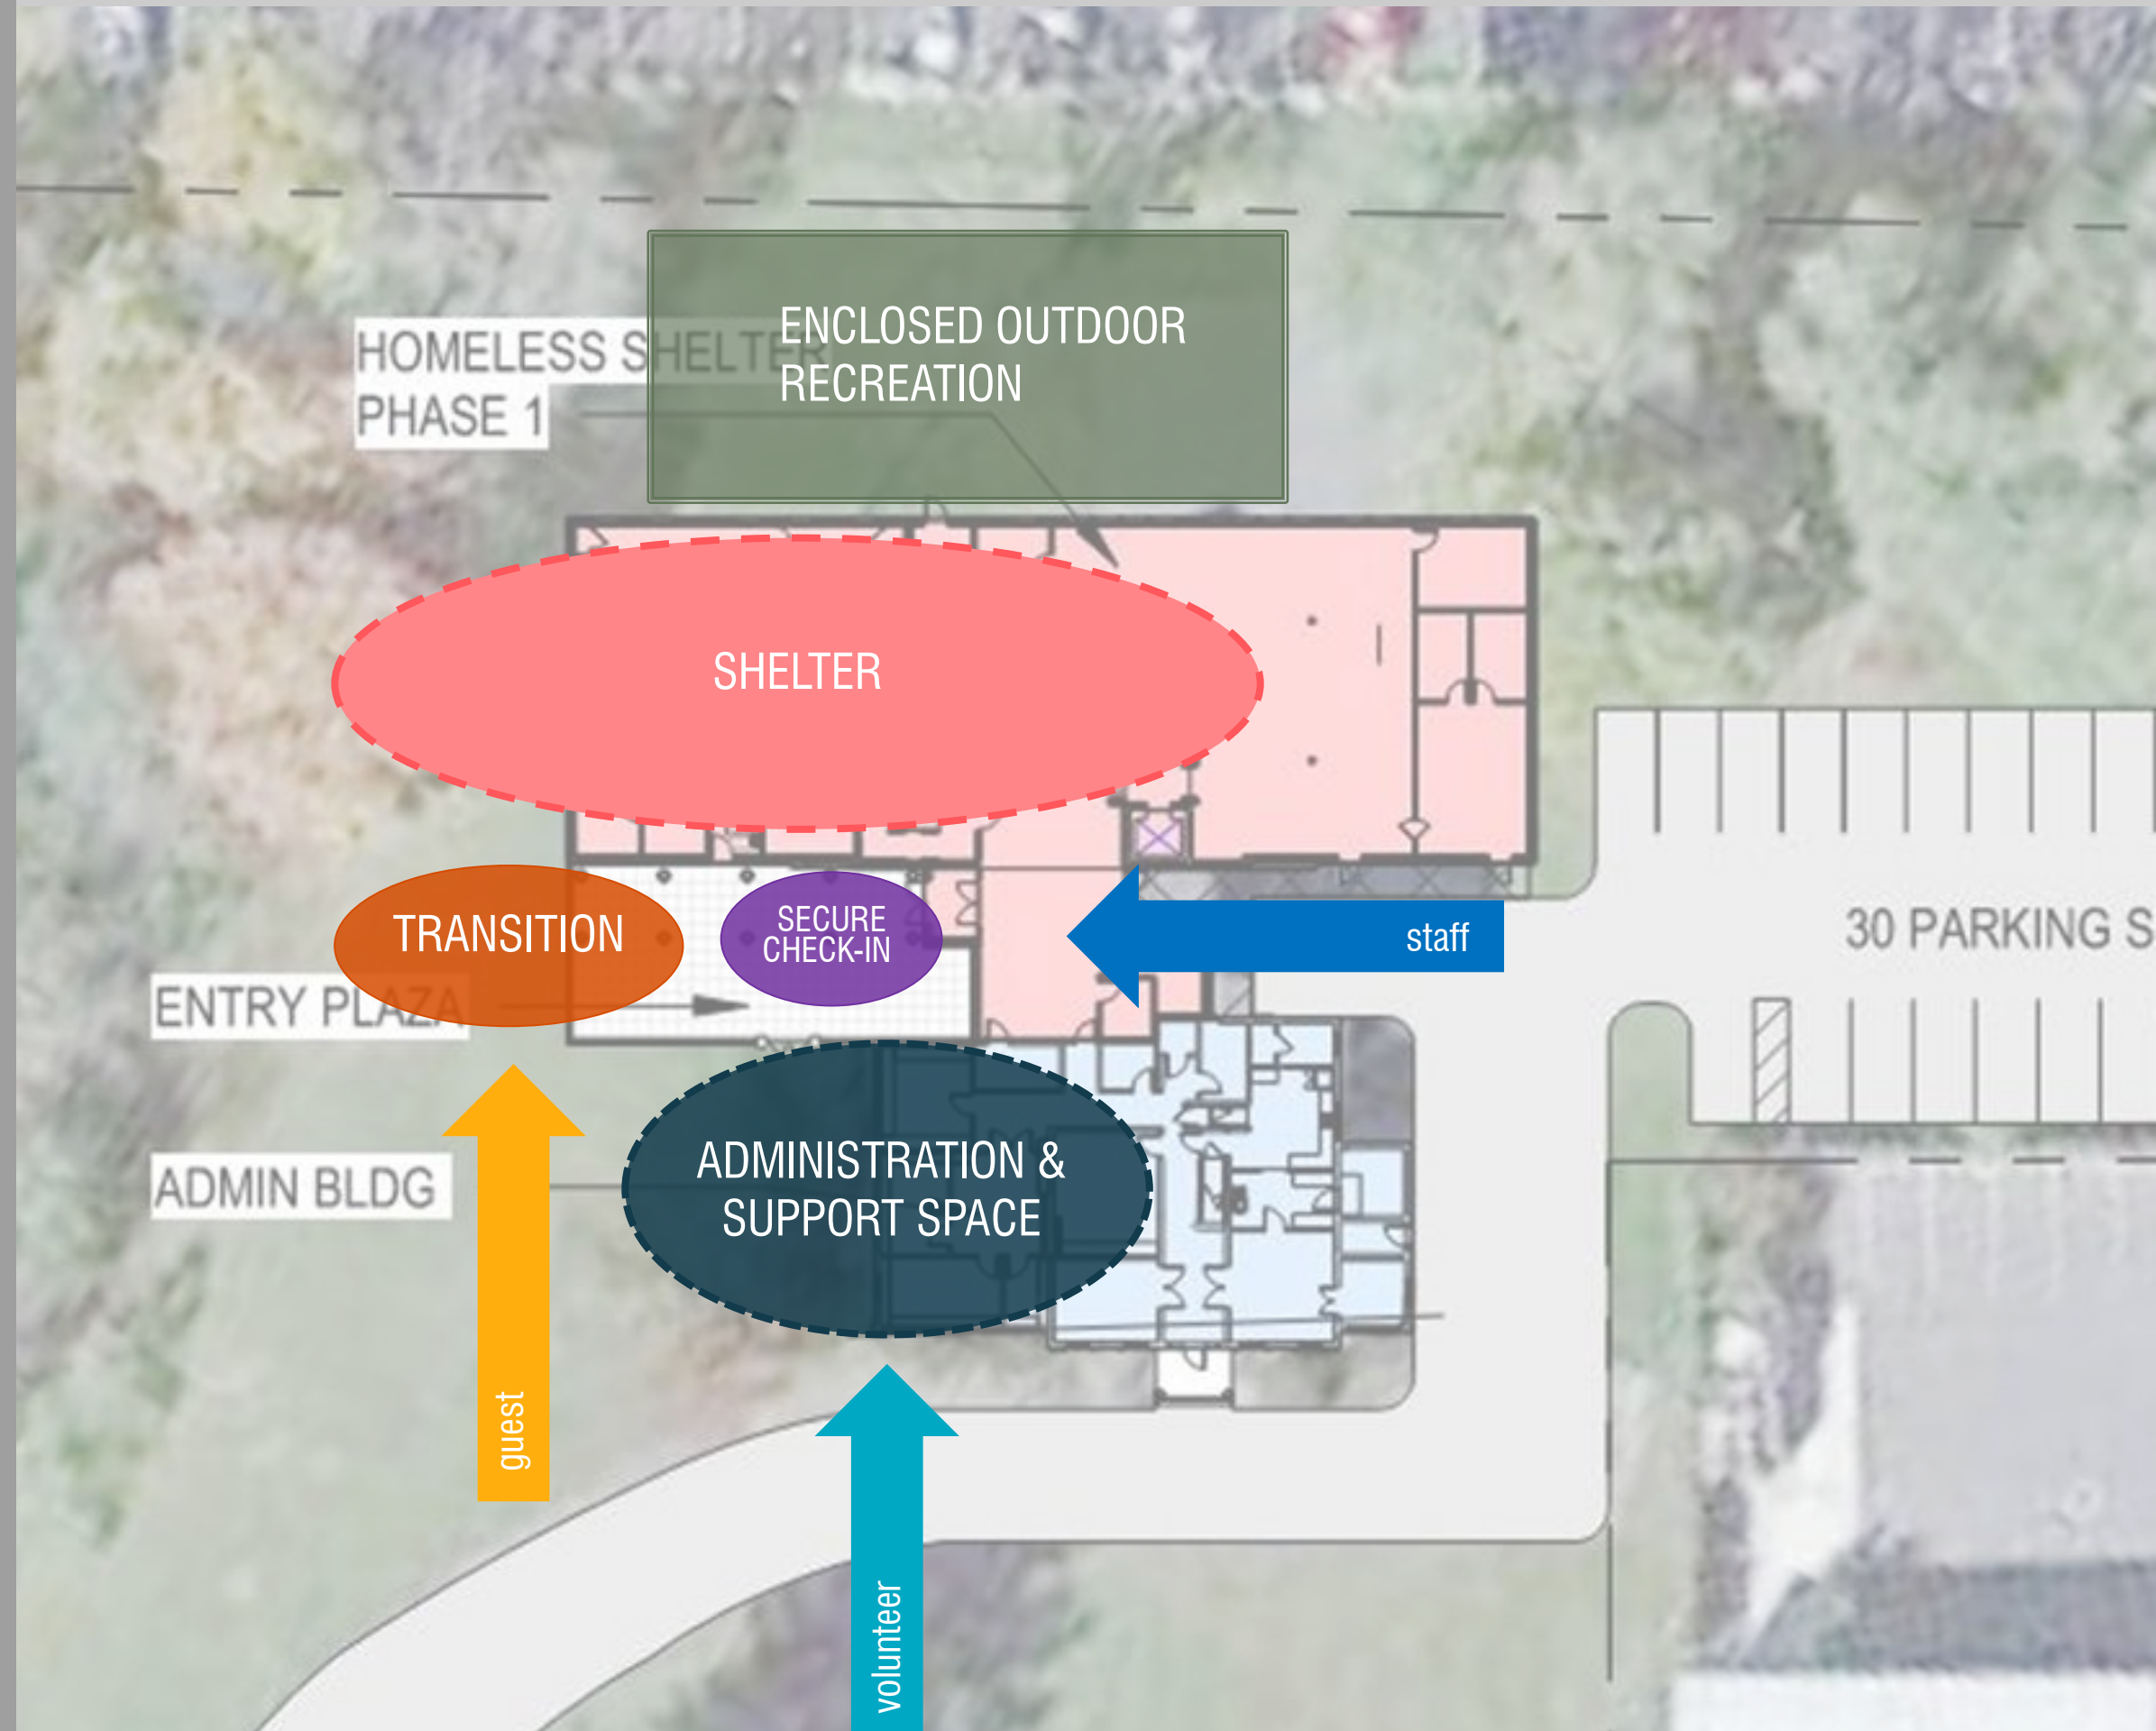 ENCLOSED OUTDOOR
RECREATION
HOMELESS SHELTER
PHASE 1
SHELTER
TRANSITION
SECURE
CHECK-IN
staff
30 PARKING S
ENTRY PLAZA
ADMIN BLDG
ADMINISTRATION &
SUPPORT SPACE
guest
volunteer